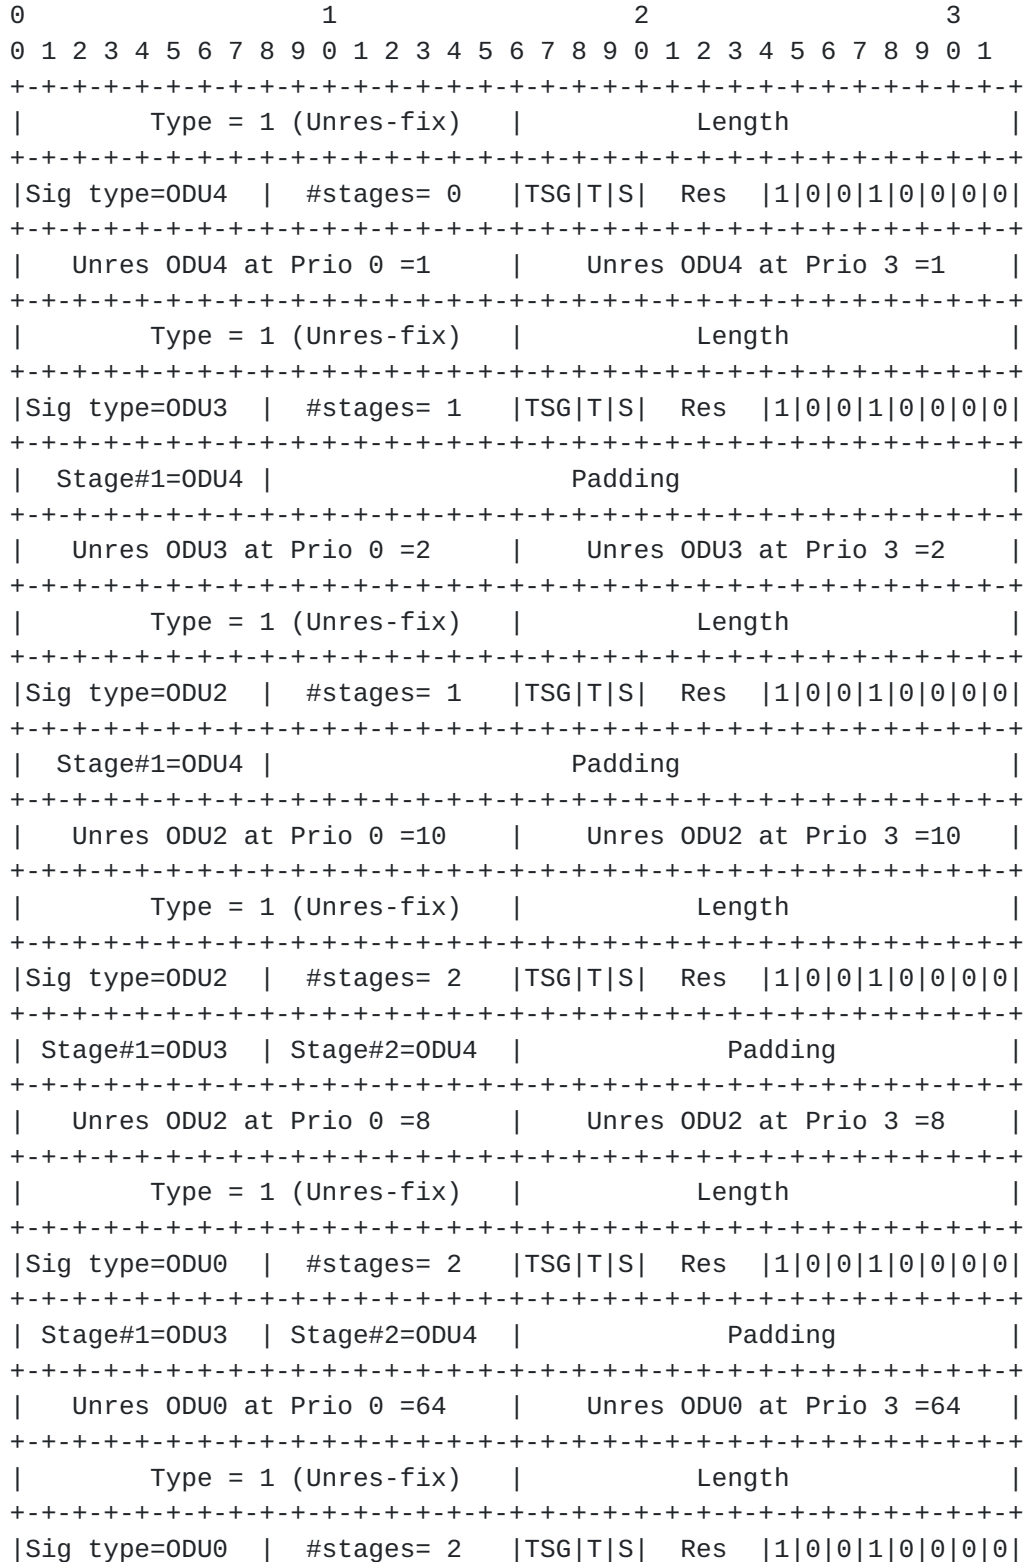 0                   1                   2                   3
0 1 2 3 4 5 6 7 8 9 0 1 2 3 4 5 6 7 8 9 0 1 2 3 4 5 6 7 8 9 0 1
+-+-+-+-+-+-+-+-+-+-+-+-+-+-+-+-+-+-+-+-+-+-+-+-+-+-+-+-+-+-+-+-+
|        Type = 1 (Unres-fix)   |           Length              |
+-+-+-+-+-+-+-+-+-+-+-+-+-+-+-+-+-+-+-+-+-+-+-+-+-+-+-+-+-+-+-+-+
|Sig type=ODU4  |  #stages= 0   |TSG|T|S|  Res  |1|0|0|1|0|0|0|0|
+-+-+-+-+-+-+-+-+-+-+-+-+-+-+-+-+-+-+-+-+-+-+-+-+-+-+-+-+-+-+-+-+
|   Unres ODU4 at Prio 0 =1     |    Unres ODU4 at Prio 3 =1    |
+-+-+-+-+-+-+-+-+-+-+-+-+-+-+-+-+-+-+-+-+-+-+-+-+-+-+-+-+-+-+-+-+
|        Type = 1 (Unres-fix)   |           Length              |
+-+-+-+-+-+-+-+-+-+-+-+-+-+-+-+-+-+-+-+-+-+-+-+-+-+-+-+-+-+-+-+-+
|Sig type=ODU3  |  #stages= 1   |TSG|T|S|  Res  |1|0|0|1|0|0|0|0|
+-+-+-+-+-+-+-+-+-+-+-+-+-+-+-+-+-+-+-+-+-+-+-+-+-+-+-+-+-+-+-+-+
|  Stage#1=ODU4 |                   Padding                     |
+-+-+-+-+-+-+-+-+-+-+-+-+-+-+-+-+-+-+-+-+-+-+-+-+-+-+-+-+-+-+-+-+
|   Unres ODU3 at Prio 0 =2     |    Unres ODU3 at Prio 3 =2    |
+-+-+-+-+-+-+-+-+-+-+-+-+-+-+-+-+-+-+-+-+-+-+-+-+-+-+-+-+-+-+-+-+
|        Type = 1 (Unres-fix)   |           Length              |
+-+-+-+-+-+-+-+-+-+-+-+-+-+-+-+-+-+-+-+-+-+-+-+-+-+-+-+-+-+-+-+-+
|Sig type=ODU2  |  #stages= 1   |TSG|T|S|  Res  |1|0|0|1|0|0|0|0|
+-+-+-+-+-+-+-+-+-+-+-+-+-+-+-+-+-+-+-+-+-+-+-+-+-+-+-+-+-+-+-+-+
|  Stage#1=ODU4 |                   Padding                     |
+-+-+-+-+-+-+-+-+-+-+-+-+-+-+-+-+-+-+-+-+-+-+-+-+-+-+-+-+-+-+-+-+
|   Unres ODU2 at Prio 0 =10    |    Unres ODU2 at Prio 3 =10   |
+-+-+-+-+-+-+-+-+-+-+-+-+-+-+-+-+-+-+-+-+-+-+-+-+-+-+-+-+-+-+-+-+
|        Type = 1 (Unres-fix)   |           Length              |
+-+-+-+-+-+-+-+-+-+-+-+-+-+-+-+-+-+-+-+-+-+-+-+-+-+-+-+-+-+-+-+-+
|Sig type=ODU2  |  #stages= 2   |TSG|T|S|  Res  |1|0|0|1|0|0|0|0|
+-+-+-+-+-+-+-+-+-+-+-+-+-+-+-+-+-+-+-+-+-+-+-+-+-+-+-+-+-+-+-+-+
| Stage#1=ODU3  | Stage#2=ODU4  |             Padding           |
+-+-+-+-+-+-+-+-+-+-+-+-+-+-+-+-+-+-+-+-+-+-+-+-+-+-+-+-+-+-+-+-+
|   Unres ODU2 at Prio 0 =8     |    Unres ODU2 at Prio 3 =8    |
+-+-+-+-+-+-+-+-+-+-+-+-+-+-+-+-+-+-+-+-+-+-+-+-+-+-+-+-+-+-+-+-+
|        Type = 1 (Unres-fix)   |           Length              |
+-+-+-+-+-+-+-+-+-+-+-+-+-+-+-+-+-+-+-+-+-+-+-+-+-+-+-+-+-+-+-+-+
|Sig type=ODU0  |  #stages= 2   |TSG|T|S|  Res  |1|0|0|1|0|0|0|0|
+-+-+-+-+-+-+-+-+-+-+-+-+-+-+-+-+-+-+-+-+-+-+-+-+-+-+-+-+-+-+-+-+
| Stage#1=ODU3  | Stage#2=ODU4  |             Padding           |
+-+-+-+-+-+-+-+-+-+-+-+-+-+-+-+-+-+-+-+-+-+-+-+-+-+-+-+-+-+-+-+-+
|   Unres ODU0 at Prio 0 =64    |    Unres ODU0 at Prio 3 =64   |
+-+-+-+-+-+-+-+-+-+-+-+-+-+-+-+-+-+-+-+-+-+-+-+-+-+-+-+-+-+-+-+-+
|        Type = 1 (Unres-fix)   |           Length              |
+-+-+-+-+-+-+-+-+-+-+-+-+-+-+-+-+-+-+-+-+-+-+-+-+-+-+-+-+-+-+-+-+
|Sig type=ODU0  |  #stages= 2   |TSG|T|S|  Res  |1|0|0|1|0|0|0|0|